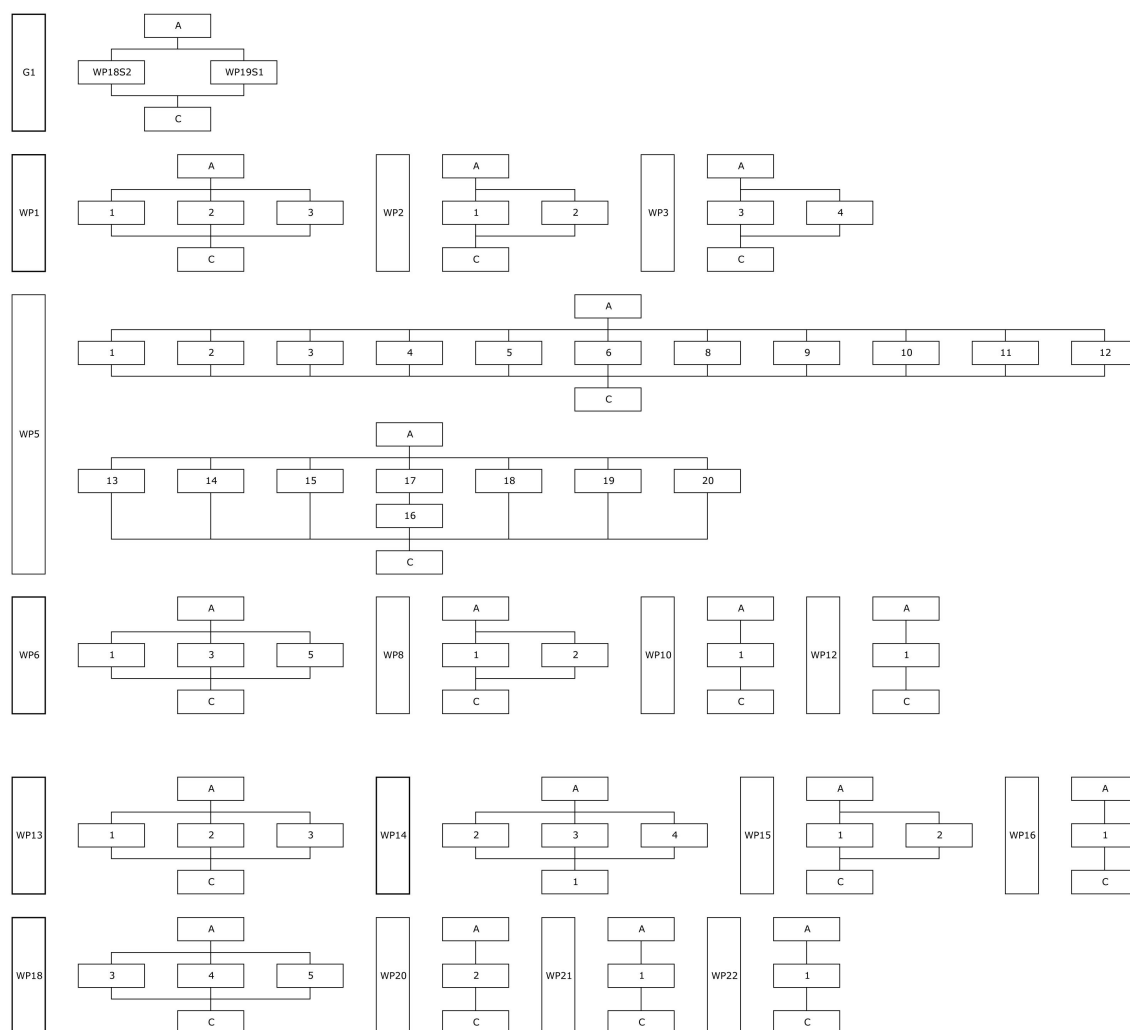 A
G1 WP18S2 WP19S1
C
A A A
WP1 1 2 3 WP2 1 2 WP3 3 4
C C C
A
1 2 3 4 5 6 8 9 10 11 12
C
WP5
A
13 14 15 17 18 19 20
16
C
A A A A
WP6 1 3 5 WP8 1 2 WP10 1 WP12 1
C C C C
A A A A
WP13 1 2 3 WP14 2 3 4 WP15 1 2 WP16 1
C 1 C C
A A A A
WP18 3 4 5 WP20 2 WP21 1 WP22 1
C C C C